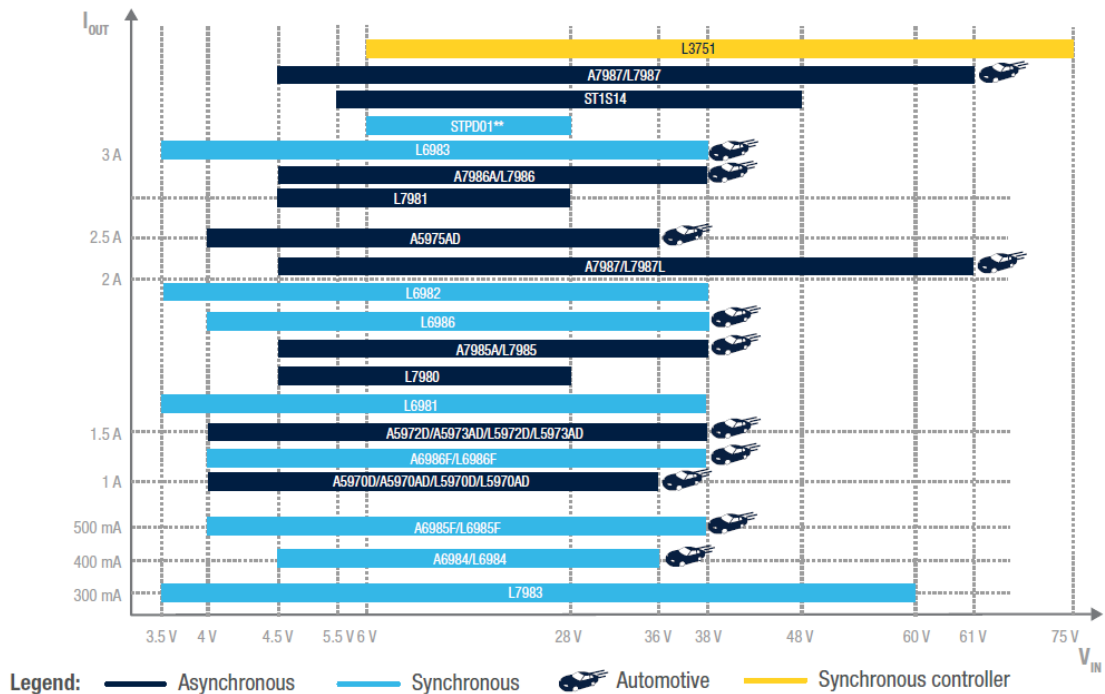 I OUT
L3751
A7987/L7987
ST1S14
STPD01**
3 A
L6983
A7986A/L7986
L7981
2.5 A
A5975AD
A7987/L7987L
2 A
L6982
L6986
A7985A/L7985
L7980
L6981
1.5 A
A5972D/A5973AD/L5972D/L5973AD
A6986F/L6986F
1 A
A5970D/A5970AD/L5970D/L5970AD
500 mA
A6985F/L6985F
400 mA
A6984/L6984
300 mA
L7983
3.5 V 4 V 4.5 V 5.5 V 6 V 28 V 36 V 38 V 48 V 60 V 61 V 75 V
V IN
Legend: Asynchronous Synchronous Automotive Synchronous controller